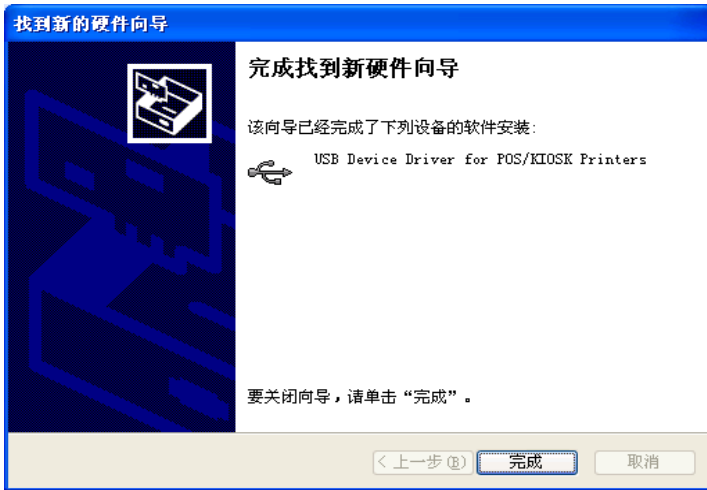 找到新的硬件向导
完成找到新硬件向导
该向导已经完成了下列设备的软件安装:
USB Device Driver for POS/KIOSK Printers
要关闭向导，请单击“完成”。
<上一步(B)
完成
取消